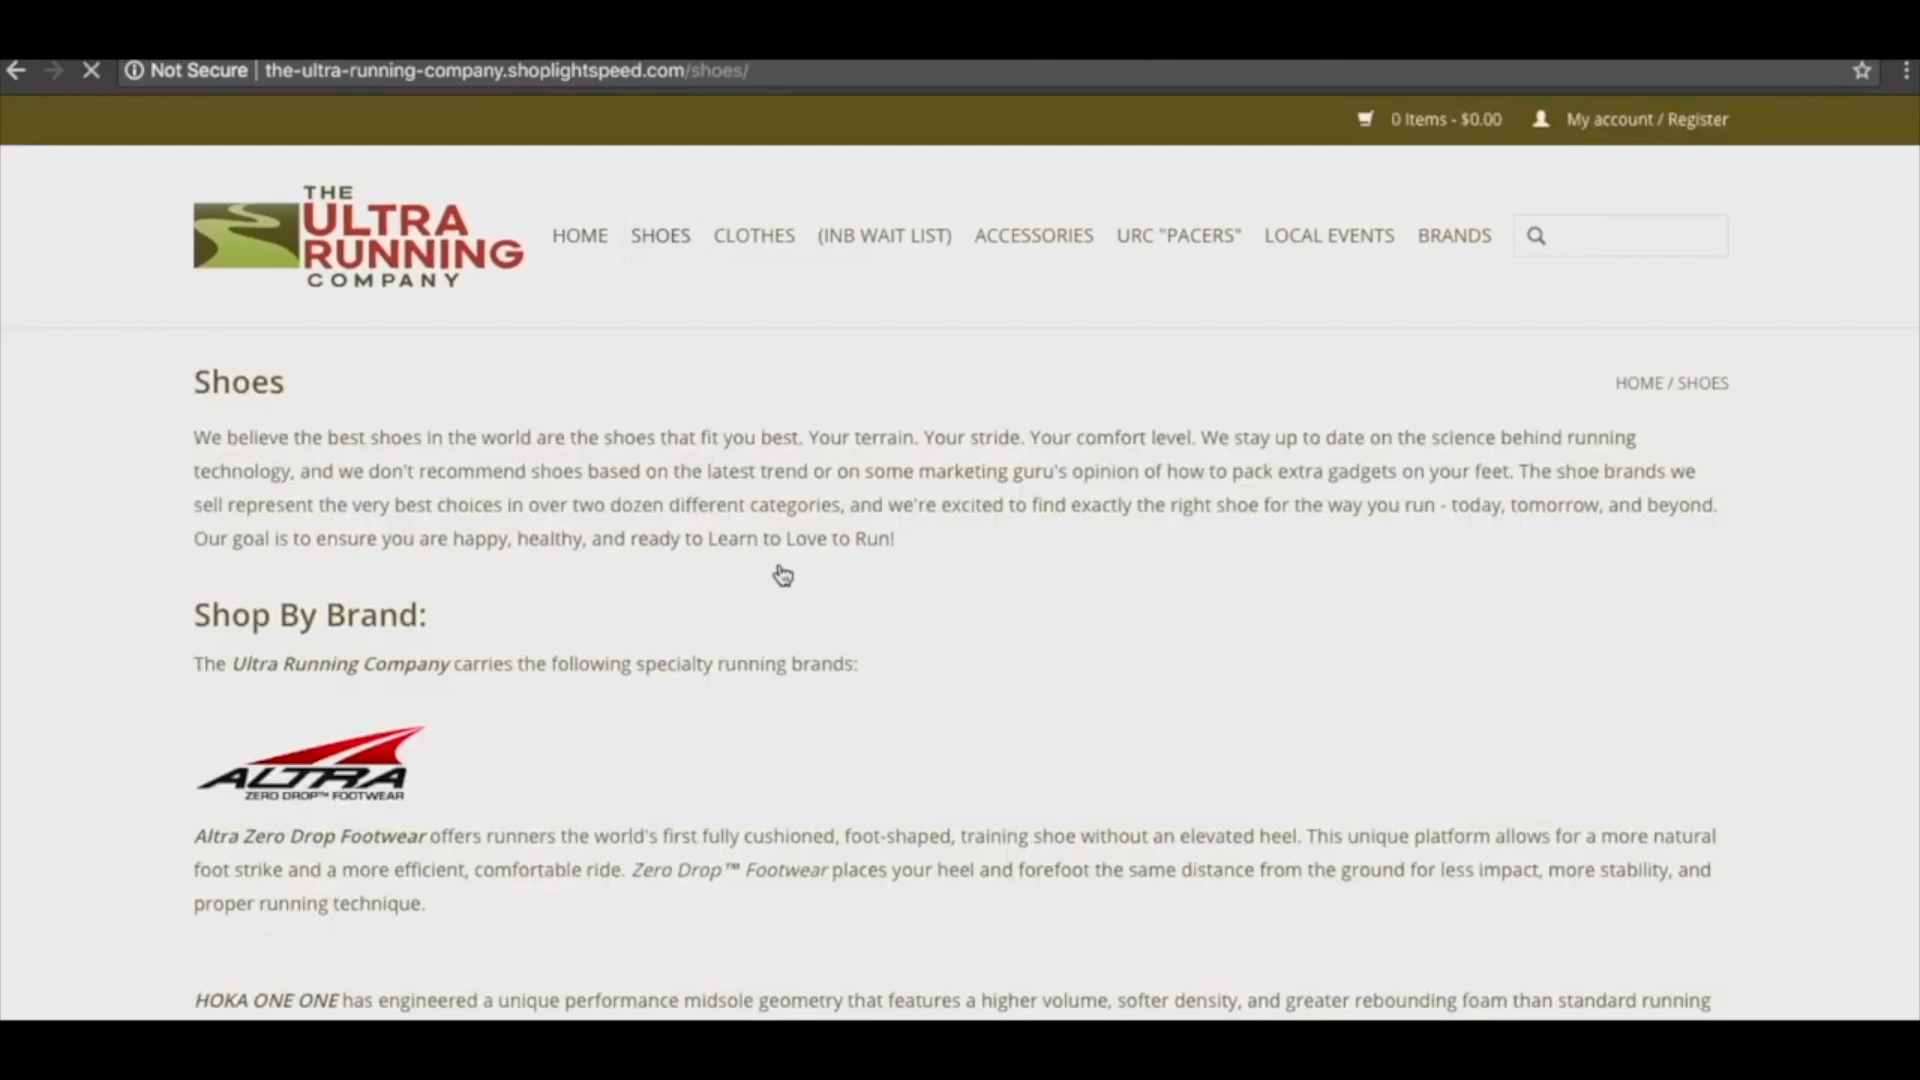 Not Secure | the-ultra-running-company.shoplightspeed.com/shoes/
0 Items - $0.00 My account / Register
THE
ULTRA
RUNNING
COMPANY
HOME SHOES CLOTHES (INB WAIT LIST) ACCESSORIES URC "PACERS" LOCAL EVENTS BRANDS
Shoes
HOME / SHOES
We believe the best shoes in the world are the shoes that fit you best. Your terrain. Your stride. Your comfort level. We stay up to date on the science behind running
technology, and we don't recommend shoes based on the latest trend or on some marketing guru's opinion of how to pack extra gadgets on your feet. The shoe brands we
sell represent the very best choices in over two dozen different categories, and we're excited to find exactly the right shoe for the way you run - today, tomorrow, and beyond.
Our goal is to ensure you are happy, healthy, and ready to Learn to Love to Run!
Shop By Brand:
The Ultra Running Company carries the following specialty running brands:
ALTRA
ZERO DROP™ FOOTWEAR
Altra Zero Drop Footwear offers runners the world's first fully cushioned, foot-shaped, training shoe without an elevated heel. This unique platform allows for a more natural
foot strike and a more efficient, comfortable ride. Zero Drop™ Footwear places your heel and forefoot the same distance from the ground for less impact, more stability, and
proper running technique.
HOKA ONE ONE has engineered a unique performance midsole geometry that features a higher volume, softer density, and greater rebounding foam than standard running